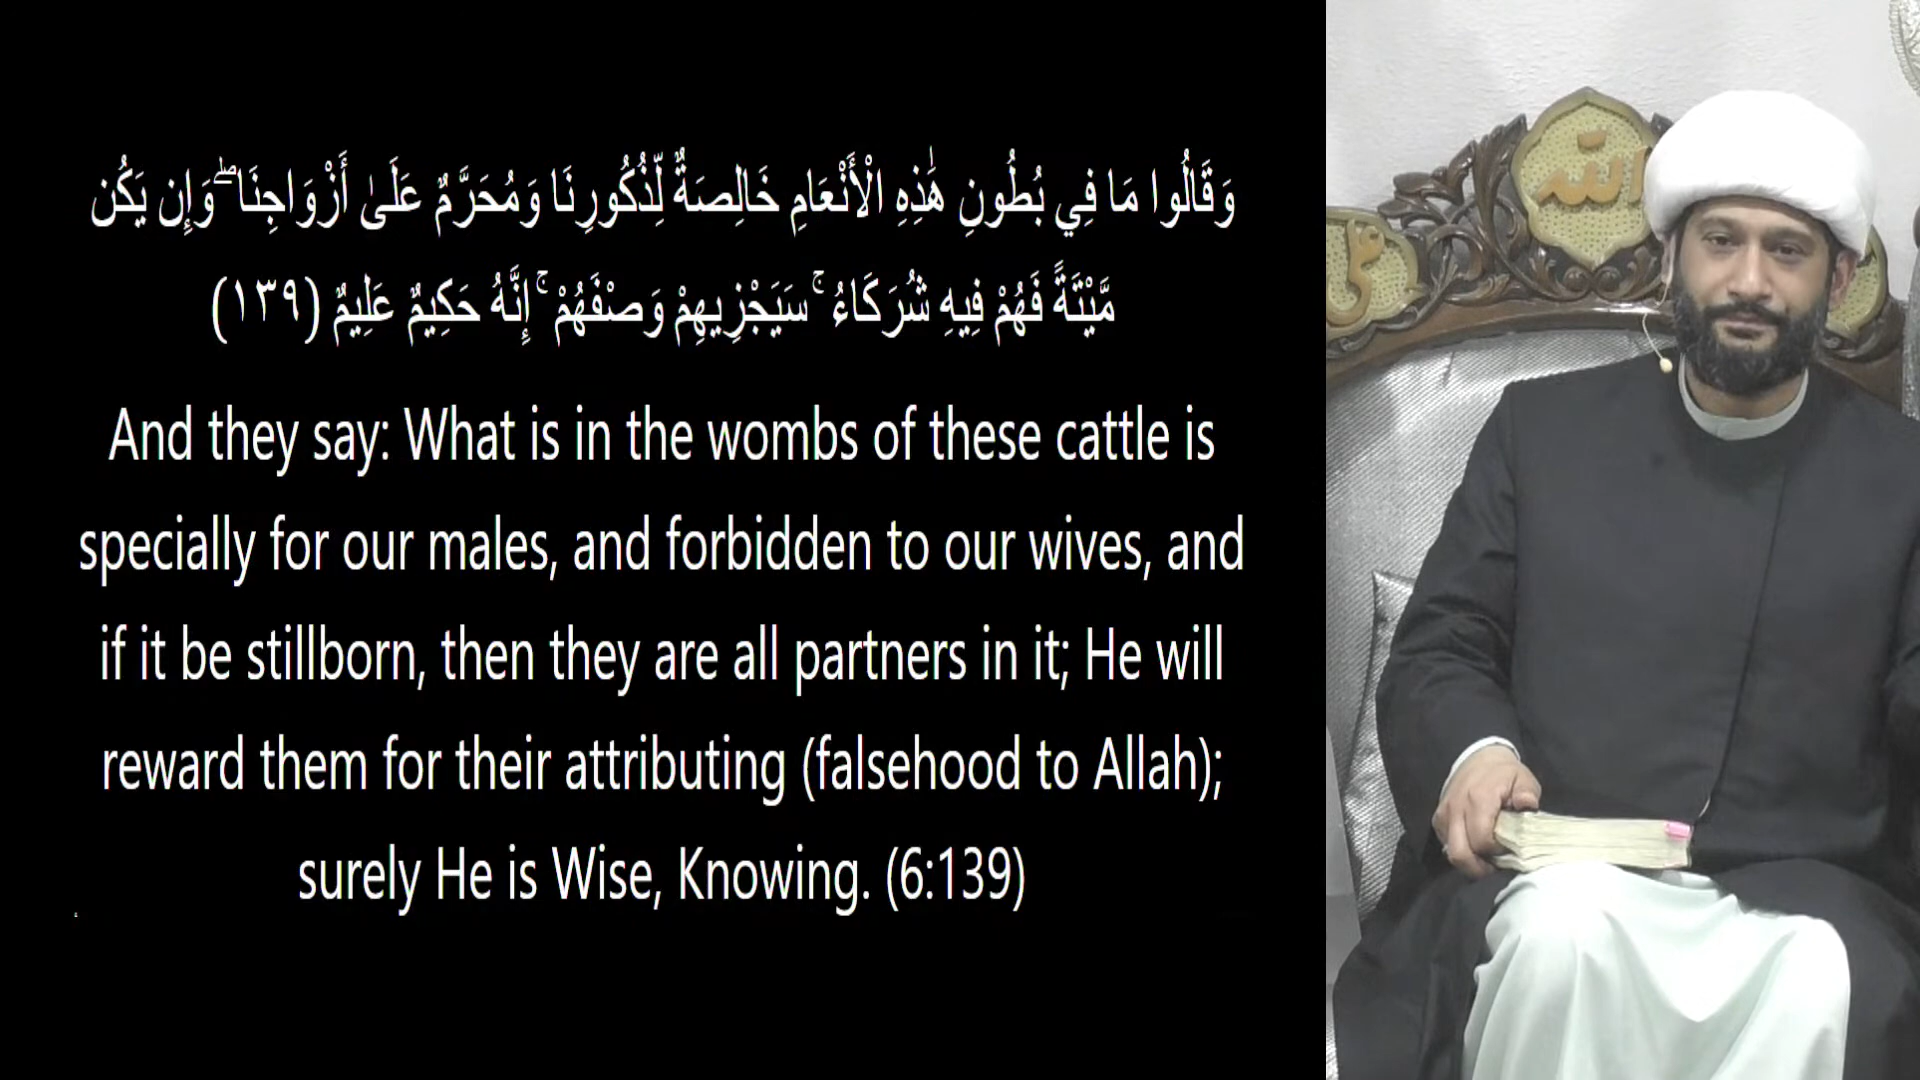 وَقَالُوا مَا فِي بُطُونِ هَٰذِهِ الْأَنْعَامِ خَالِصَةٌ لِّذُكُورِنَا وَمُحَرَّمٌ عَلَىٰ أَزْوَاجِنَا ۖ وَإِن يَكُن
مَّيْتَةً فَهُمْ فِيهِ شُرَكَاءُ ۚ سَيَجْزِيهِمْ وَصْفَهُمْ ۚ إِنَّهُ حَكِيمٌ عَلِيمٌ (١٣٩)
And they say: What is in the wombs of these cattle is
specially for our males, and forbidden to our wives, and
if it be stillborn, then they are all partners in it; He will
reward them for their attributing (falsehood to Allah);
surely He is Wise, Knowing. (6:139)
الله